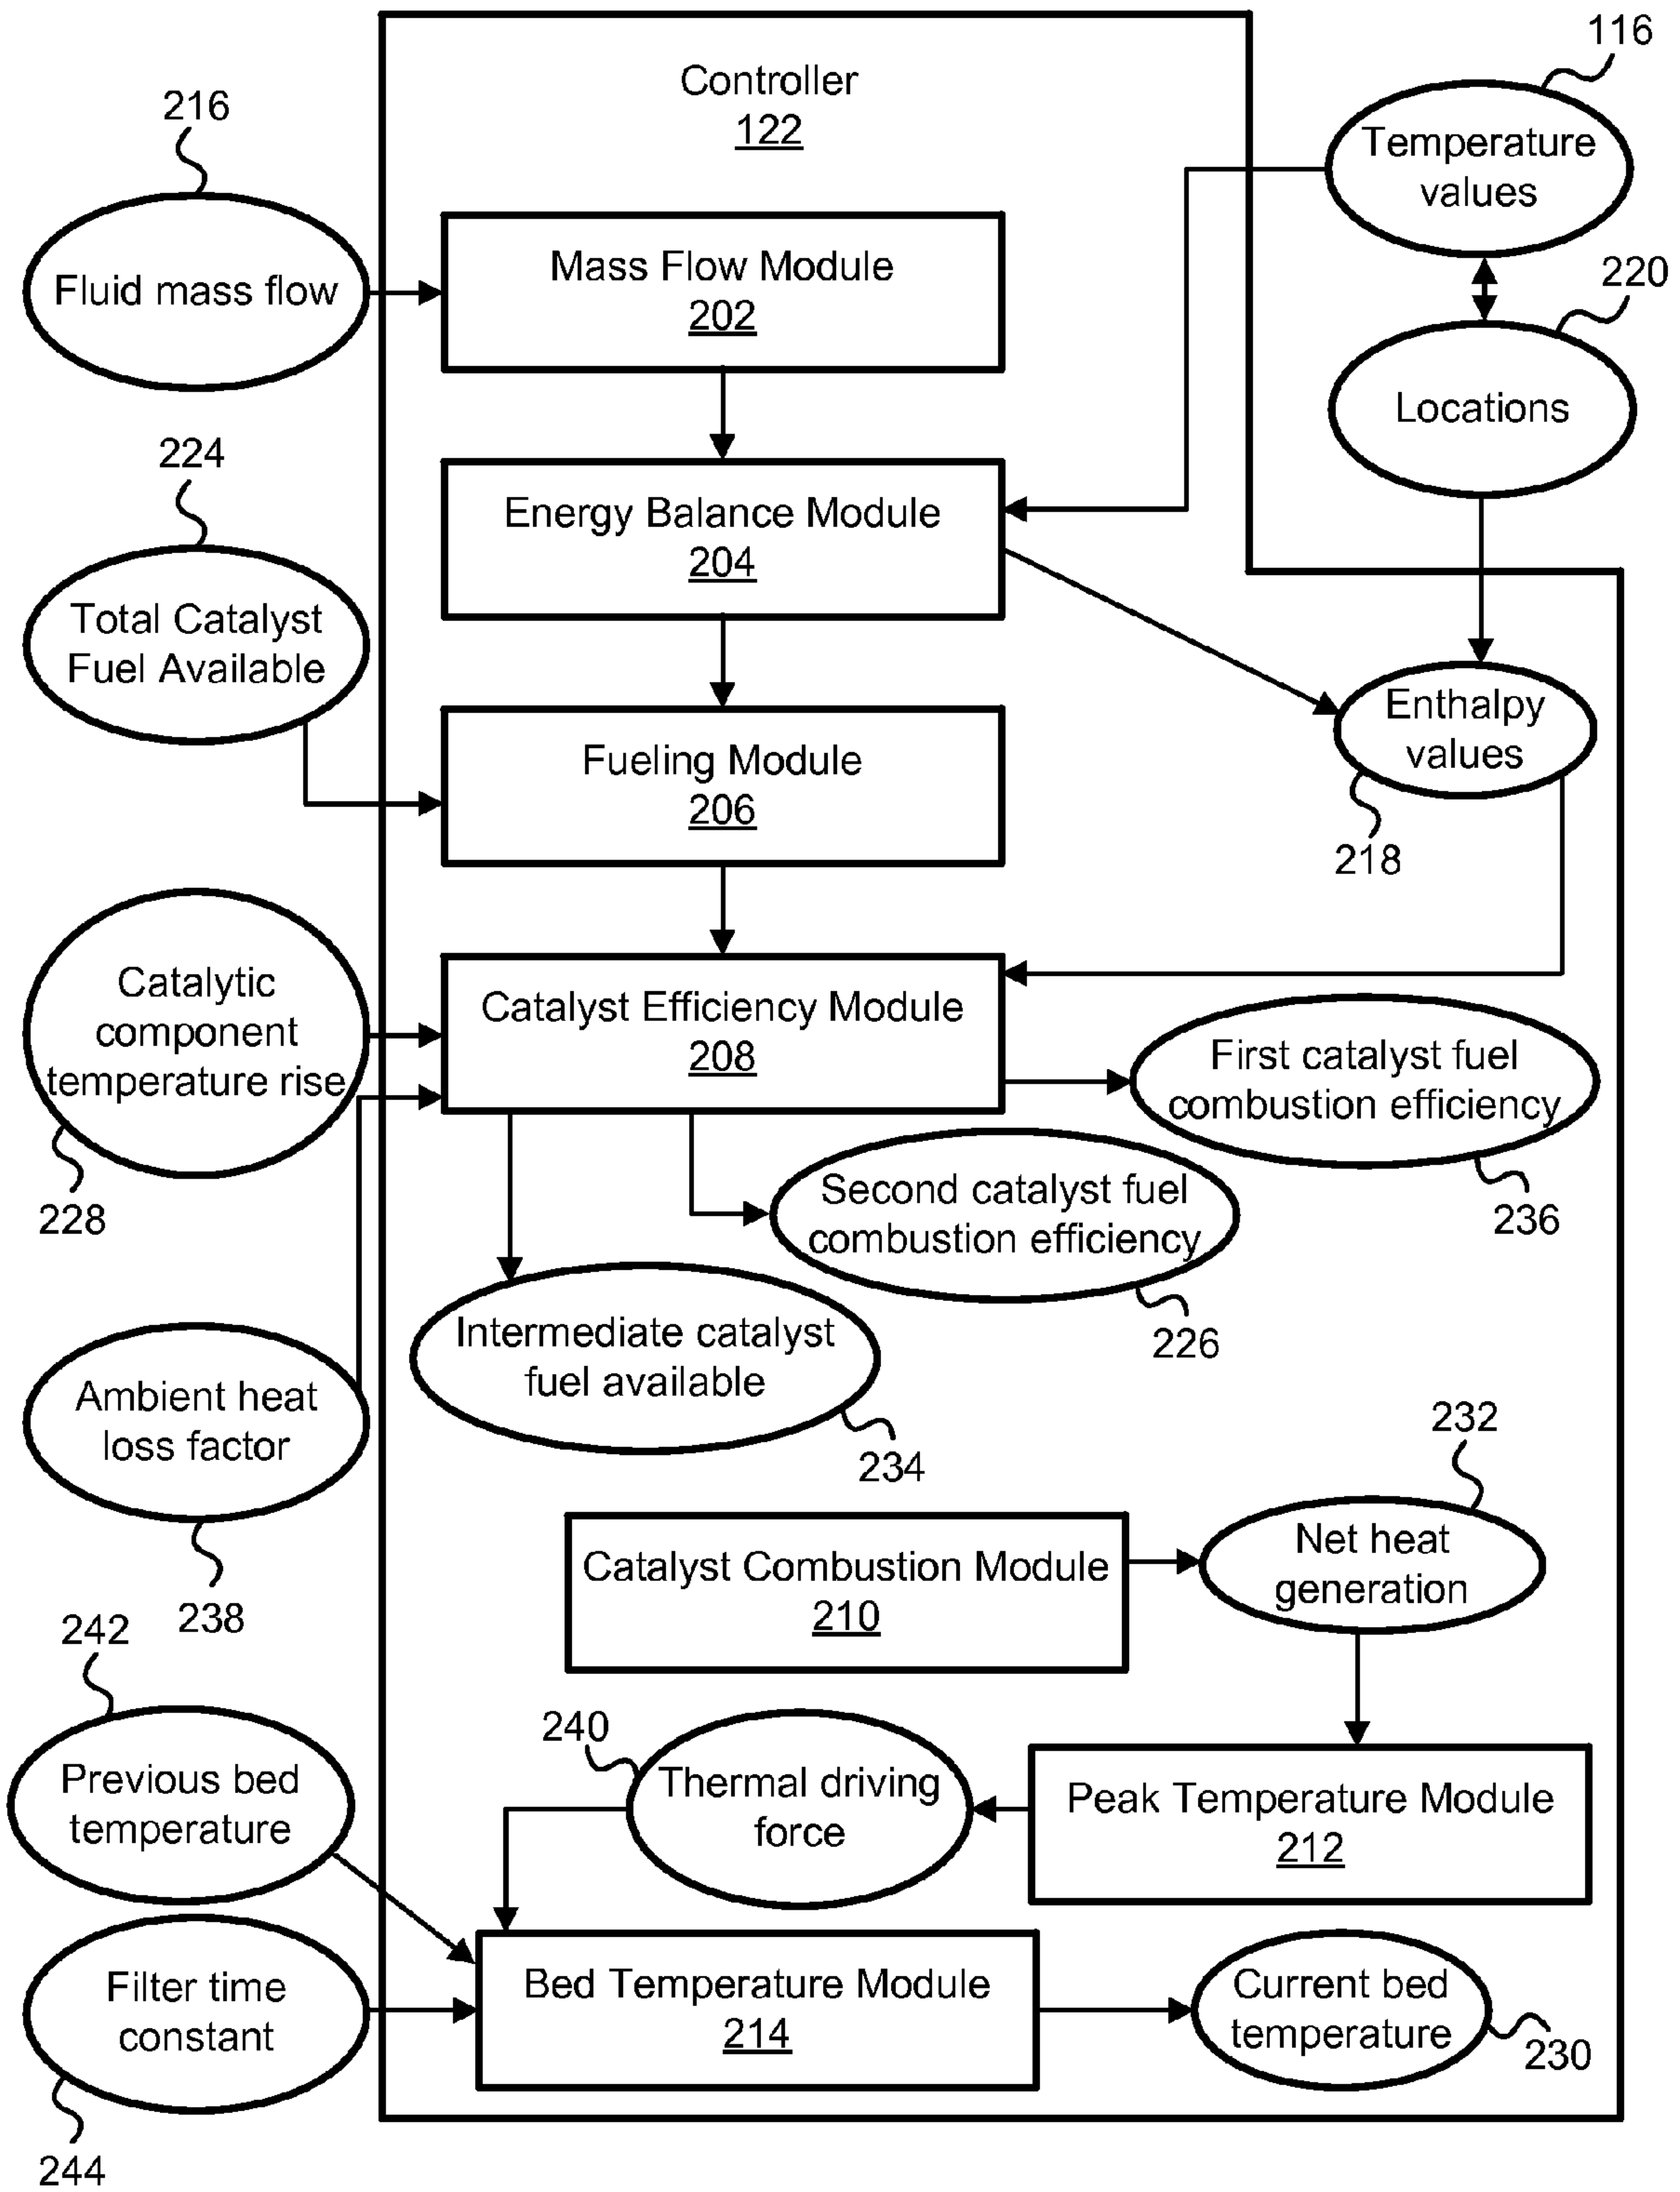 116
Controller
122
216
Temperature
values
Mass Flow Module
202
Fluid mass flow
220
Locations
224
Energy Balance Module
204
Total Catalyst
Fuel Available
Enthalpy
values
Fueling Module
206
218
Catalytic
component
temperature rise
Catalyst Efficiency Module
208
First catalyst fuel
combustion efficiency
228
Second catalyst fuel
combustion efficiency
236
226
Intermediate catalyst
fuel available
Ambient heat
loss factor
234
232
238
Catalyst Combustion Module
210
Net heat
generation
242
240
Previous bed
temperature
Thermal driving
force
Peak Temperature Module
212
Filter time
constant
Bed Temperature Module
214
Current bed
temperature
230
244